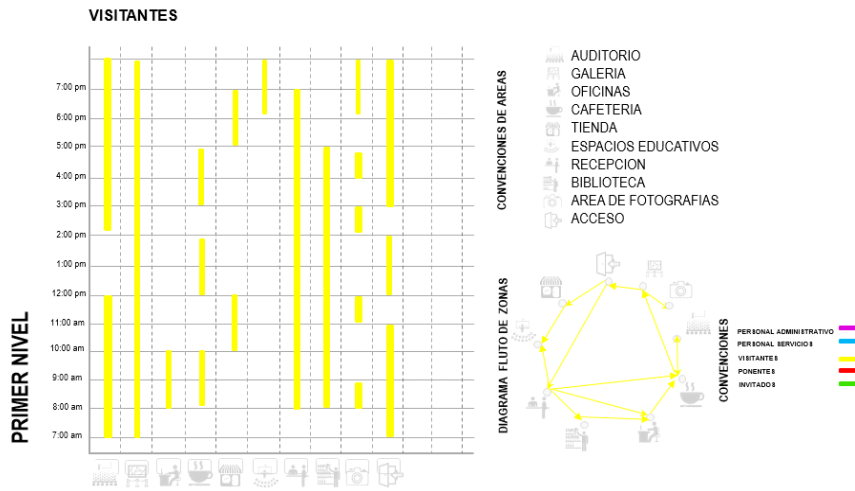 VISITANTES
7:00 pm
6:00 pm
5:00 pm
4:00 pm
3:00 pm
2:00 pm
1:00 pm
12:00 pm
11:00 am
10:00 am
9:00 am
8:00 am
7:00 am
PRIMER NIVEL
CONVENCIONES DE AREAS
AUDITORIO
GALERIA
OFICINAS
CAFETERIA
TIENDA
ESPACIOS EDUCATIVOS
RECEPCION
BIBLIOTECA
AREA DE FOTOGRAFIAS
ACCESO
DIAGRAMA FLUTO DE ZONAS
CONVENCIONES
PERSONAL ADMINISTRATIVO
PERSONAL SERVICIOS
VISITANTES
PONENTES
INVITADOS